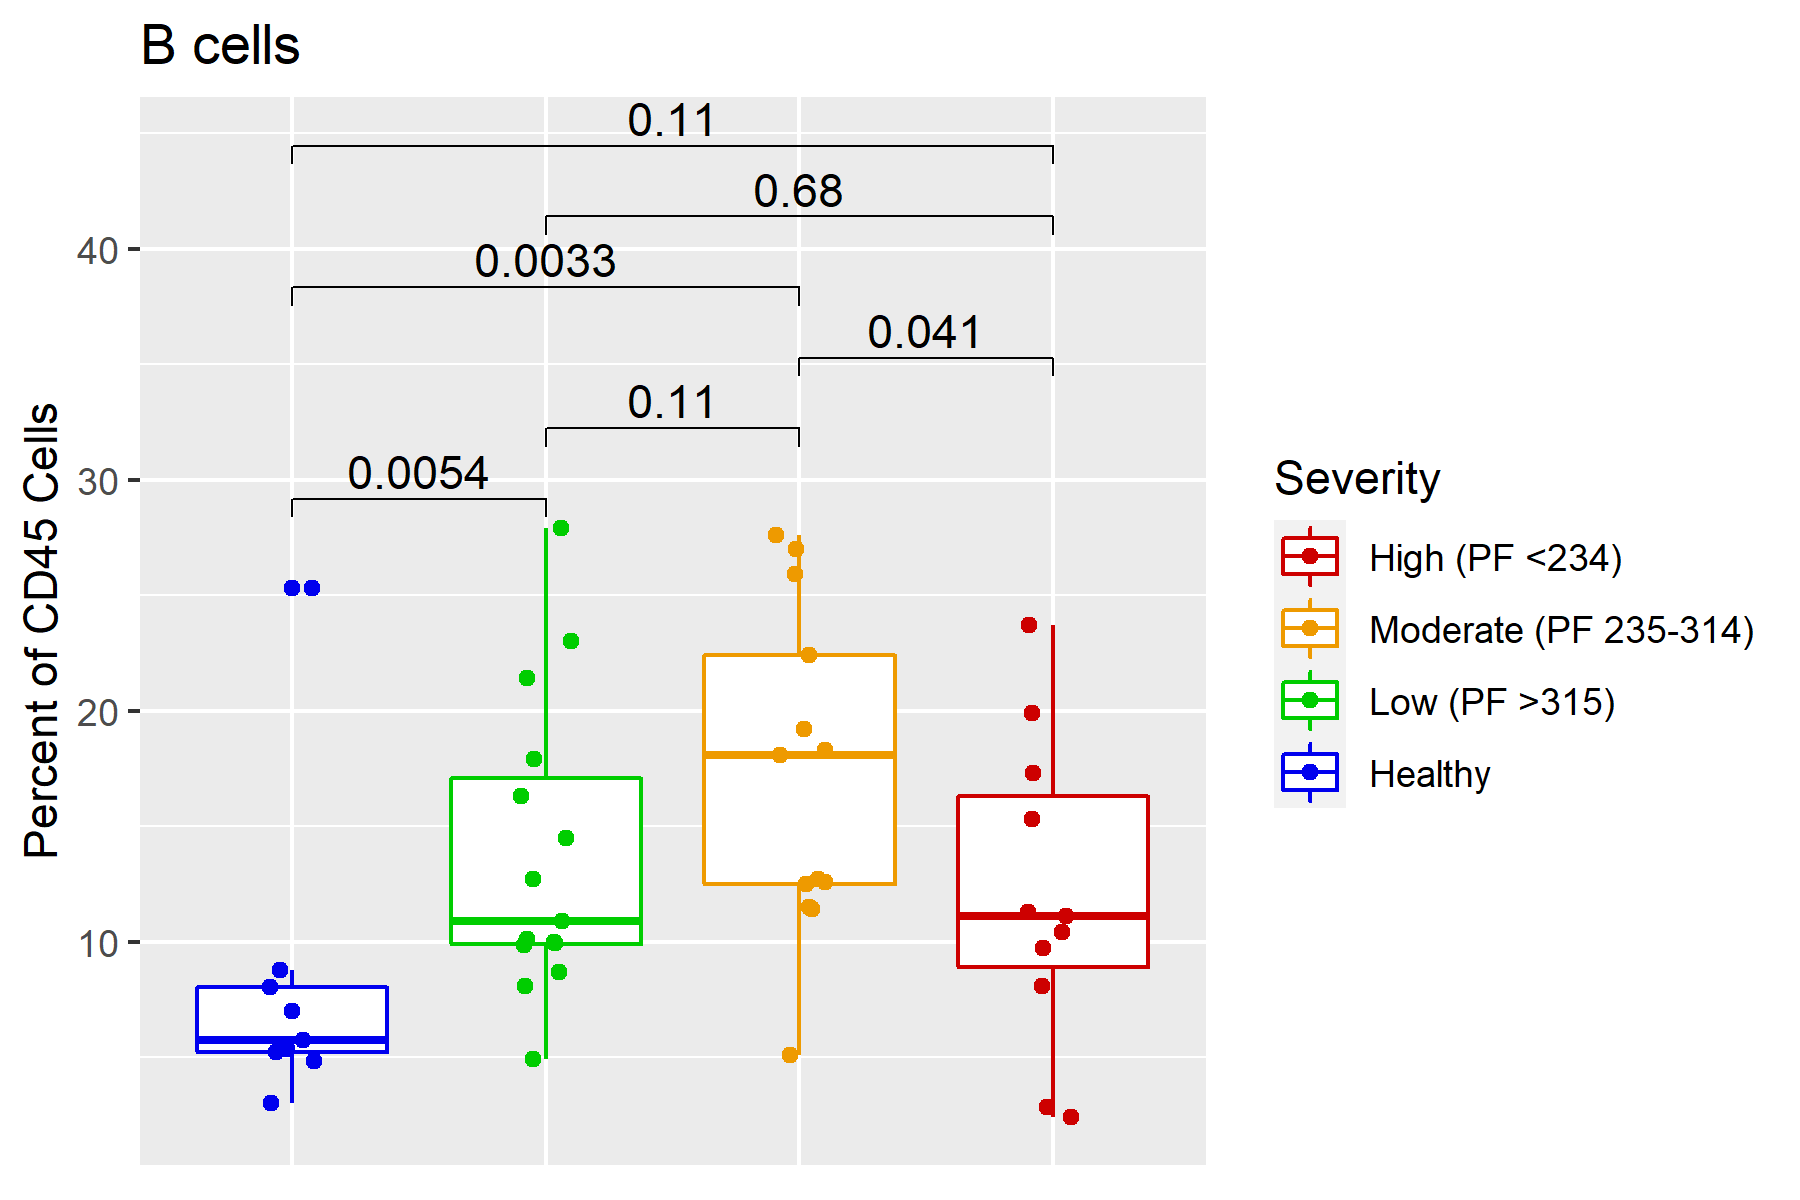 B cells
0.11
0.68
0.0033
0.041
0.11
0.0054
40
30
20
10
Percent of CD45 Cells
Severity
High (PF <234)
Moderate (PF 235-314)
Low (PF >315)
Healthy